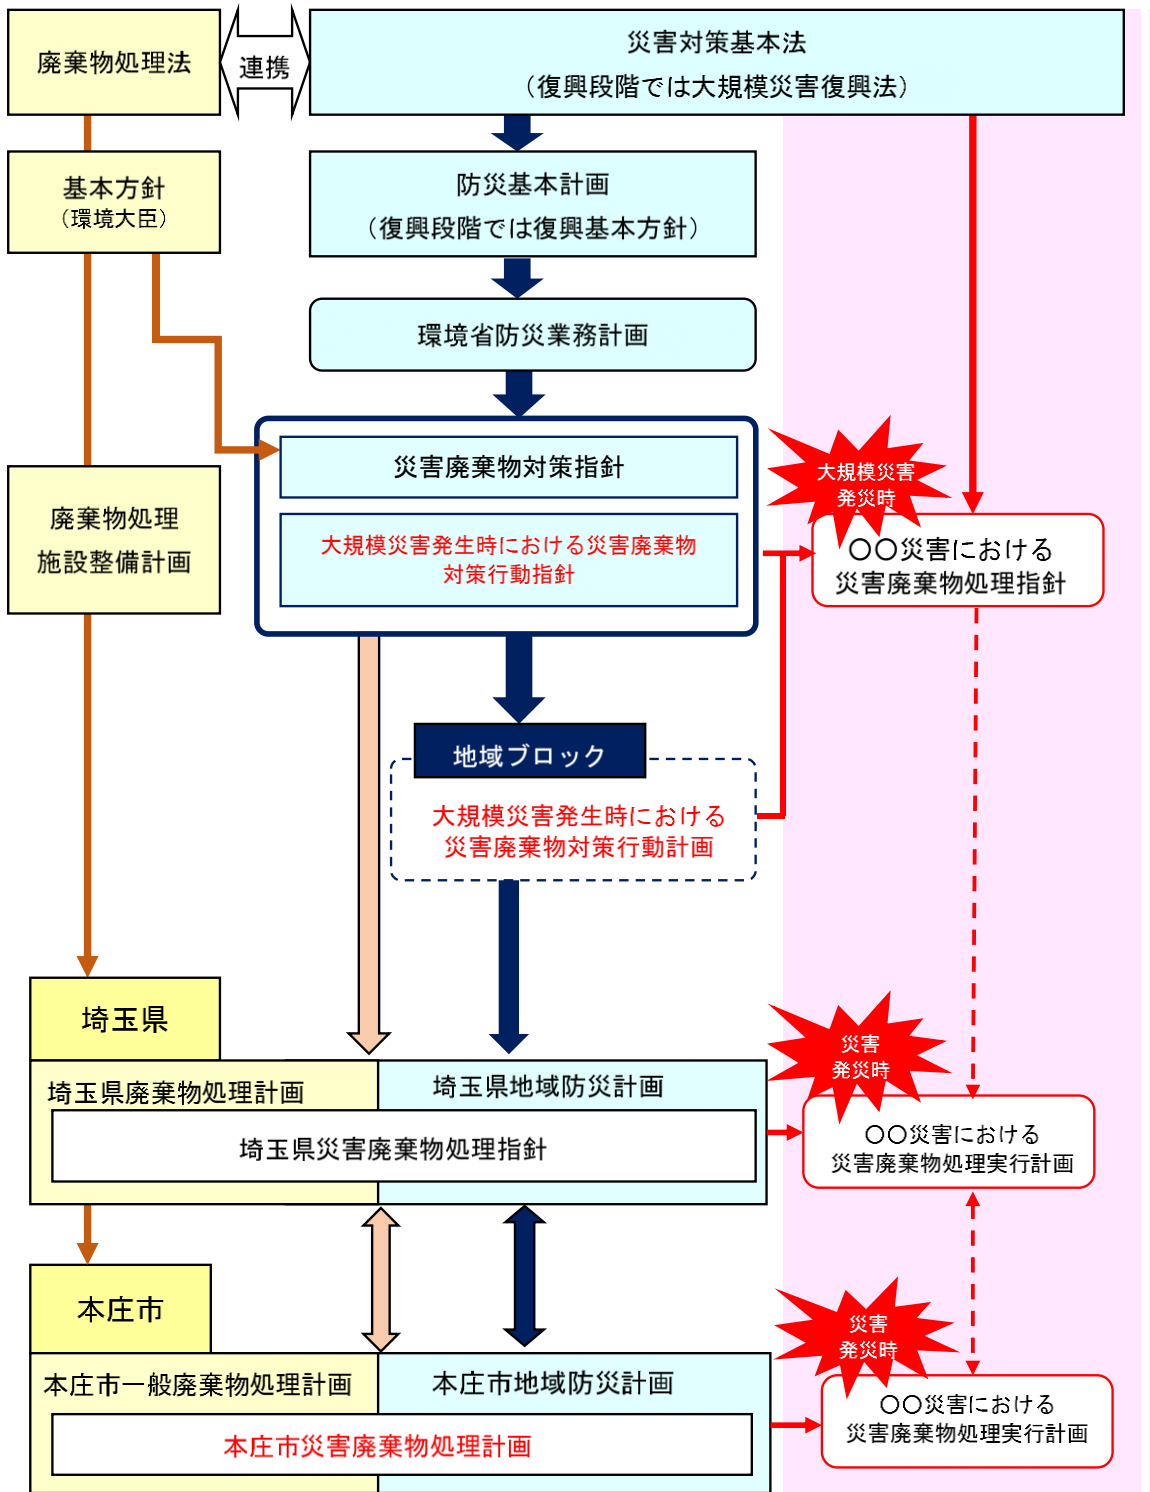 廃棄物処理法
連携
災害対策基本法
（復興段階では大規模災害復興法）
基本方針
（環境大臣）
防災基本計画
（復興段階では復興基本方針）
環境省防災業務計画
災害廃棄物対策指針
大規模災害発生時における災害廃棄物
対策行動指針
大規模災害
発災時
〇〇災害における
災害廃棄物処理指針
廃棄物処理
施設整備計画
地域ブロック
大規模災害発生時における
災害廃棄物対策行動計画
埼玉県
埼玉県廃棄物処理計画
埼玉県地域防災計画
埼玉県災害廃棄物処理指針
災害
発災時
〇〇災害における
災害廃棄物処理実行計画
本庄市
本庄市一般廃棄物処理計画
本庄市地域防災計画
本庄市災害廃棄物処理計画
災害
発災時
〇〇災害における
災害廃棄物処理実行計画